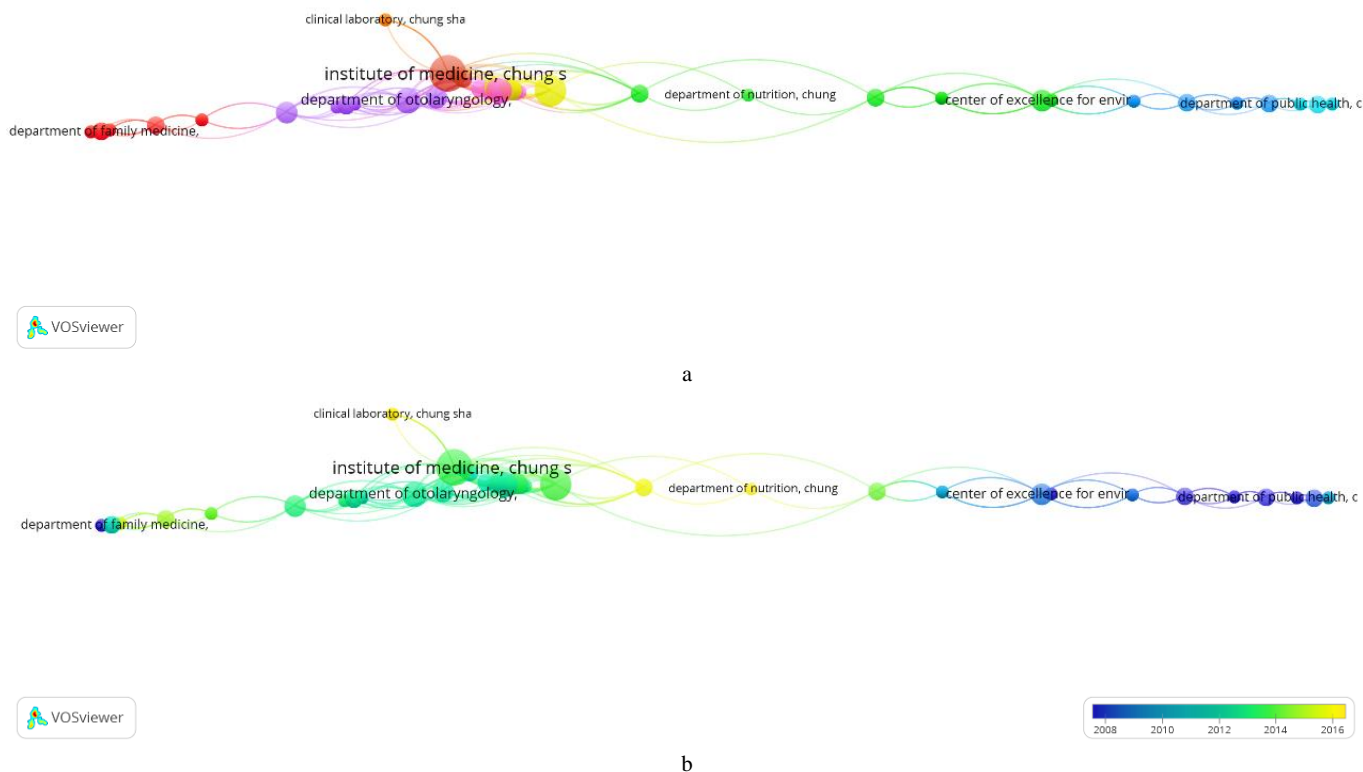 clinical laboratory, chung sha
institute of medicine, chung s
department of otolaryngology,
department of nutrition, chung
center of excellence for envir
department of public health, c
department of family medicine,
VOSviewer
a
clinical laboratory, chung sha
institute of medicine, chung s
department of otolaryngology,
department of nutrition, chung
center of excellence for envir
department of public health, c
department of family medicine,
VOSviewer
2008 2010 2012 2014 2016
b